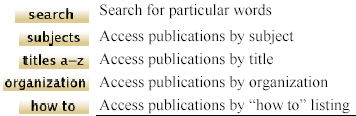 search Search for particular words
subjects Access publications by subject
titles a–z Access publications by title
organization Access publications by organization
how to Access publications by “how to” listing